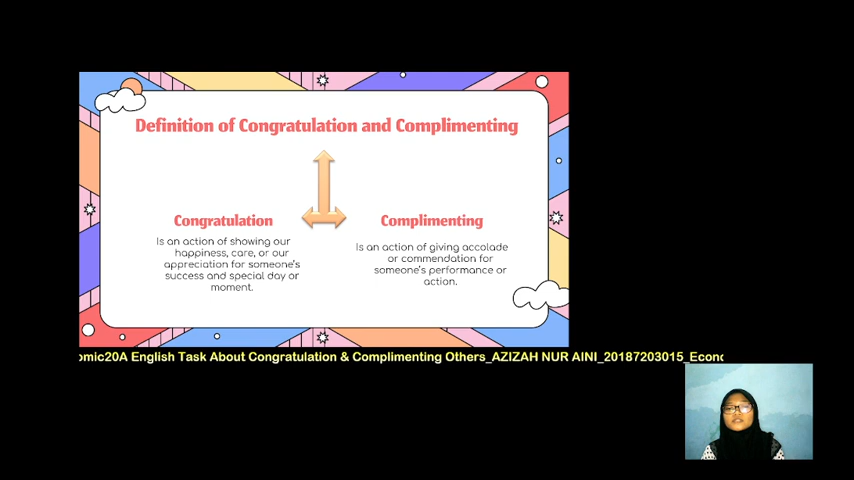 Definition of Congratulation and Complimenting
Congratulation
Is an action of showing our
happiness, care, or our
appreciation for someone's
success and special day or
moment.
Complimenting
Is an action of giving accolade
or commendation for
someone's performance or
action.
omic20A English Task About Congratulation & Complimenting Others_AZIZAH NUR AINI_20187203015_Econo